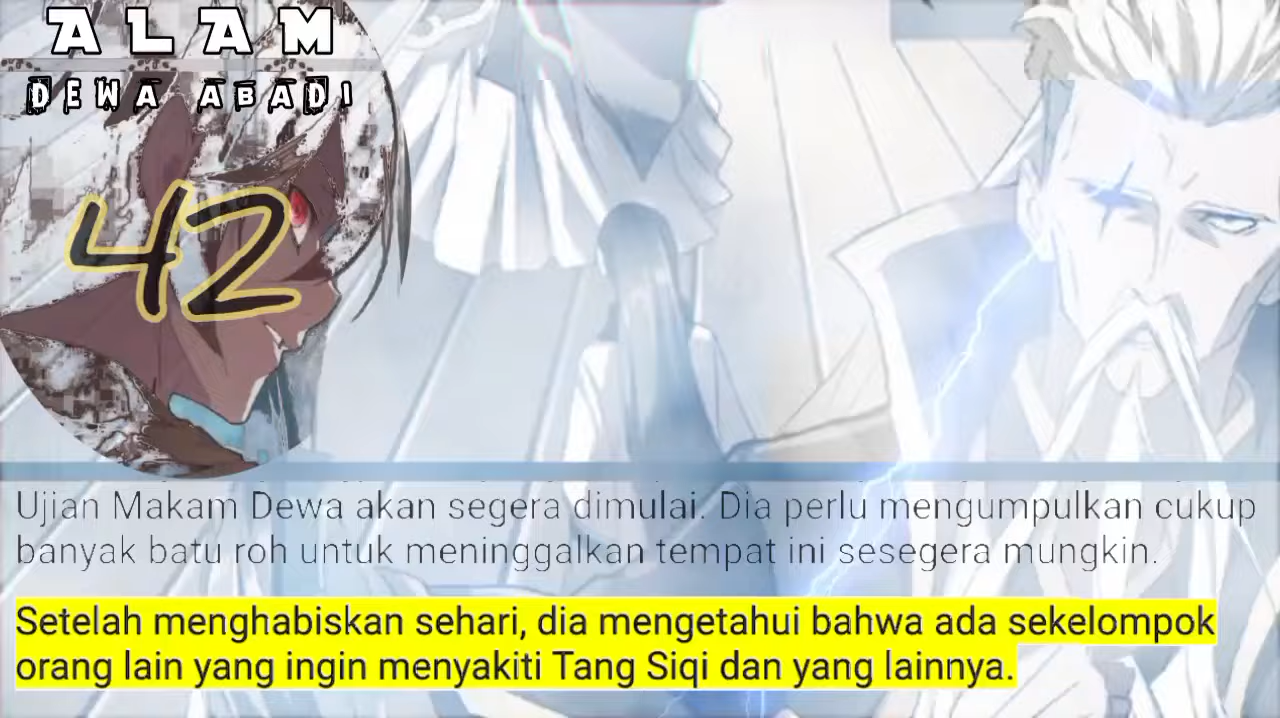 ALAM
DEWA ABADI
42
Ujian Makam Dewa akan segera dimulai. Dia perlu mengumpulkan cukup
banyak batu roh untuk meninggalkan tempat ini sesegera mungkin.
Setelah menghabiskan sehari, dia mengetahui bahwa ada sekelompok
orang lain yang ingin menyakiti Tang Siqi dan yang lainnya.